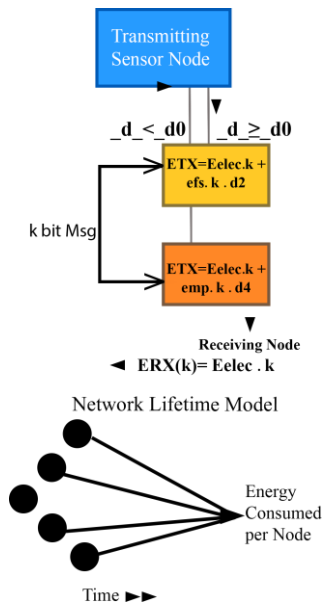 Transmitting
Sensor Node
_d_<_d0
_d_≥_d0
ETX=Eelec.k +
efs. k . d2
k bit Msg
ETX=Eelec.k +
emp. k . d4
Receiving Node
ERX(k)= Eelec . k
Network Lifetime Model
Energy
Consumed
per Node
Time